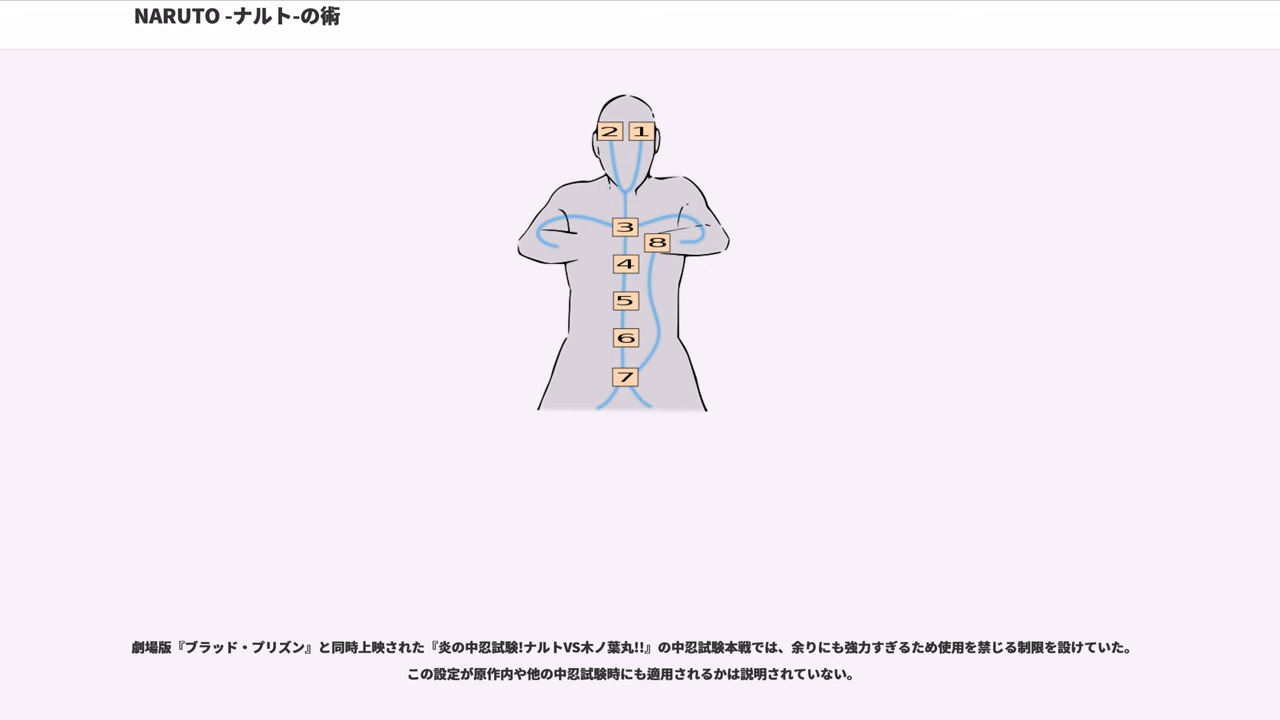 NARUTO -ナルト-の術
2 1
3
8
4
5
6
7
劇場版『ブラッド・プリズン』と同時上映された『炎の中忍試験!ナルトVS木ノ葉丸!!』の中忍試験本戦では、余りにも強力すぎるため使用を禁じる制限を設けていた。
この設定が原作内や他の中忍試験時にも適用されるかは説明されていない。